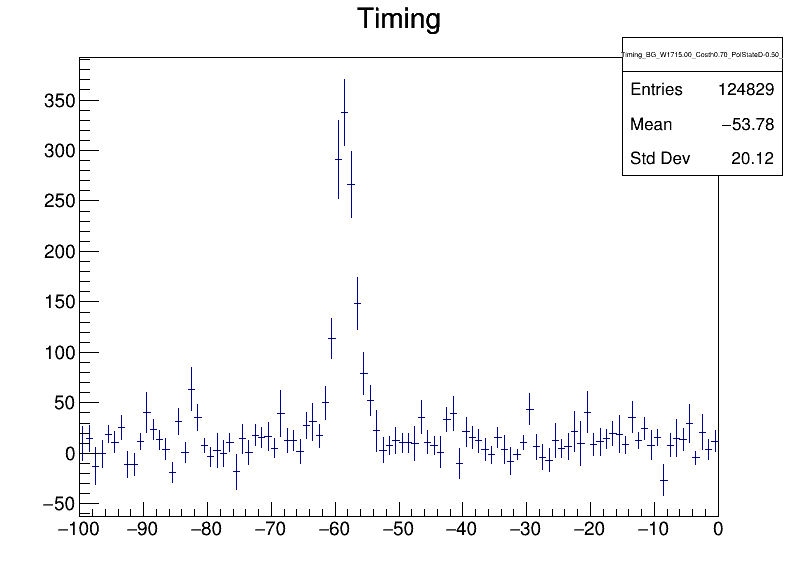 Timing
Timing_BG_W1715.00_Costh0.70_PolStateD-0.50_
Entries 124829
Mean −53.78
Std Dev 20.12
350
300
250
200
150
100
50
0
−50
−100 −90 −80 −70 −60 −50 −40 −30 −20 −10 0